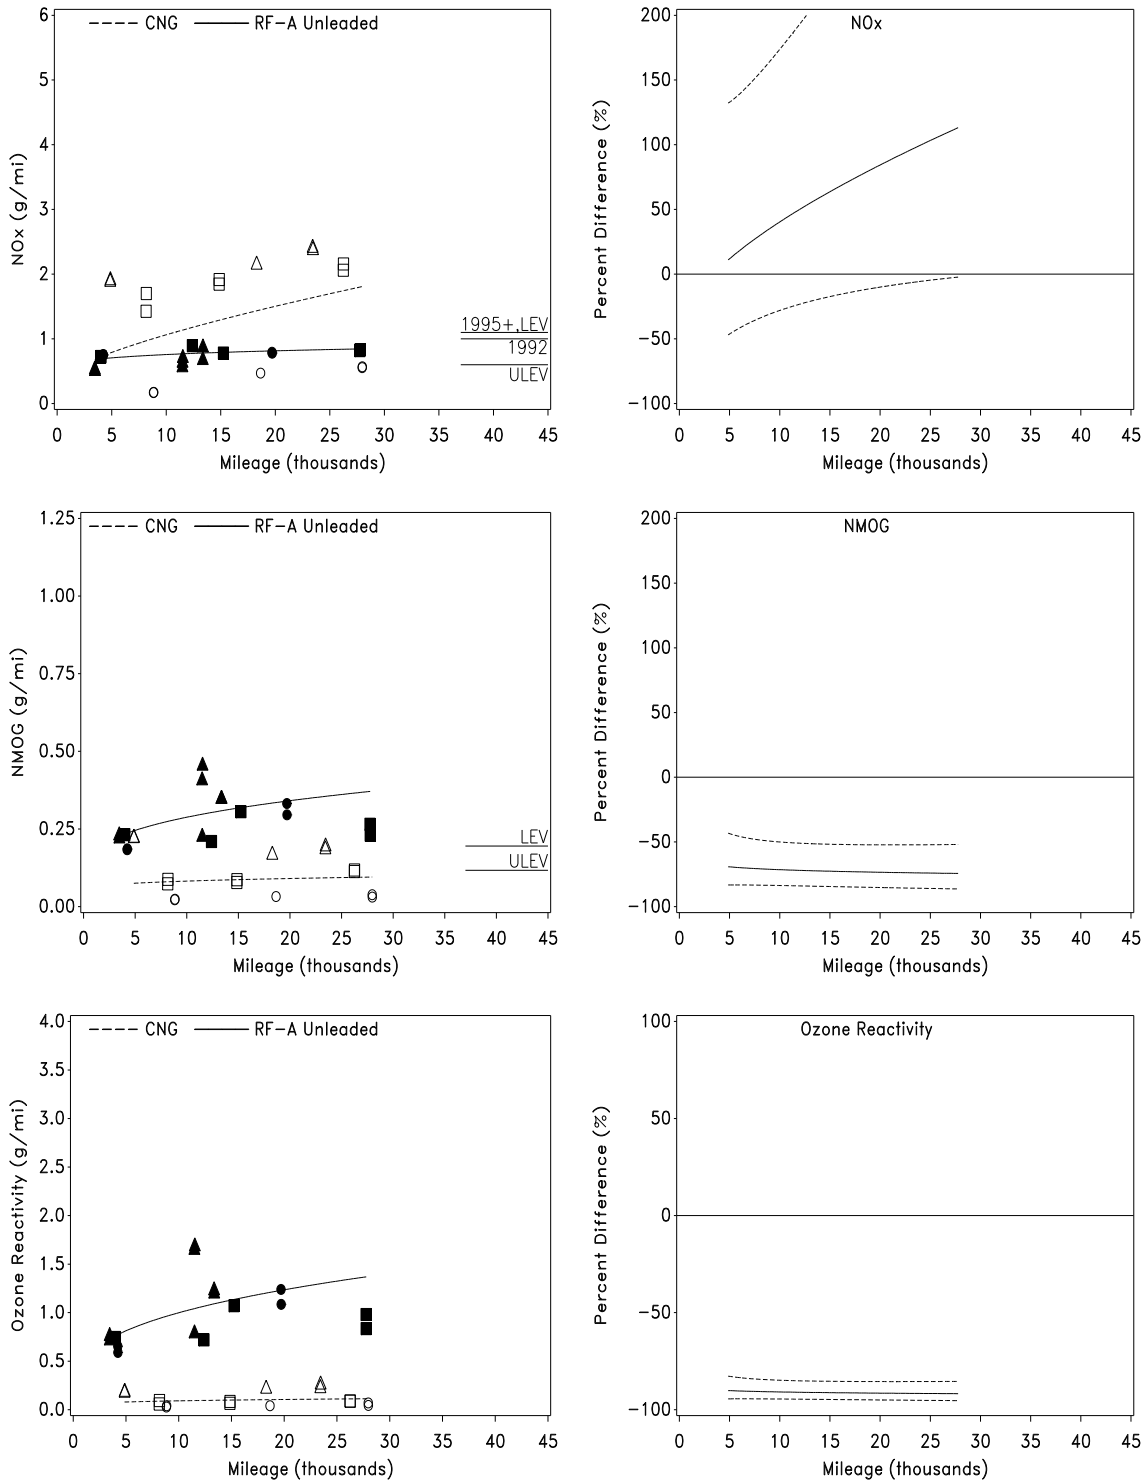 CNG RF-A Unleaded
6
5
4
3
2
1
0
NOx (g/mi)
1995+,LEV
1992
ULEV
0 5 10 15 20 25 30 35 40 45
Mileage (thousands)
NOx
200
150
100
50
0
-50
-100
Percent Difference (%)
0 5 10 15 20 25 30 35 40 45
Mileage (thousands)
CNG RF-A Unleaded
1.25
1.00
0.75
0.50
0.25
0.00
NMOG (g/mi)
LEV
ULEV
0 5 10 15 20 25 30 35 40 45
Mileage (thousands)
NMOG
200
150
100
50
0
-50
-100
Percent Difference (%)
0 5 10 15 20 25 30 35 40 45
Mileage (thousands)
CNG RF-A Unleaded
4.0
3.5
3.0
2.5
2.0
1.5
1.0
0.5
0.0
Ozone Reactivity (g/mi)
0 5 10 15 20 25 30 35 40 45
Mileage (thousands)
Ozone Reactivity
100
50
0
-50
-100
Percent Difference (%)
0 5 10 15 20 25 30 35 40 45
Mileage (thousands)